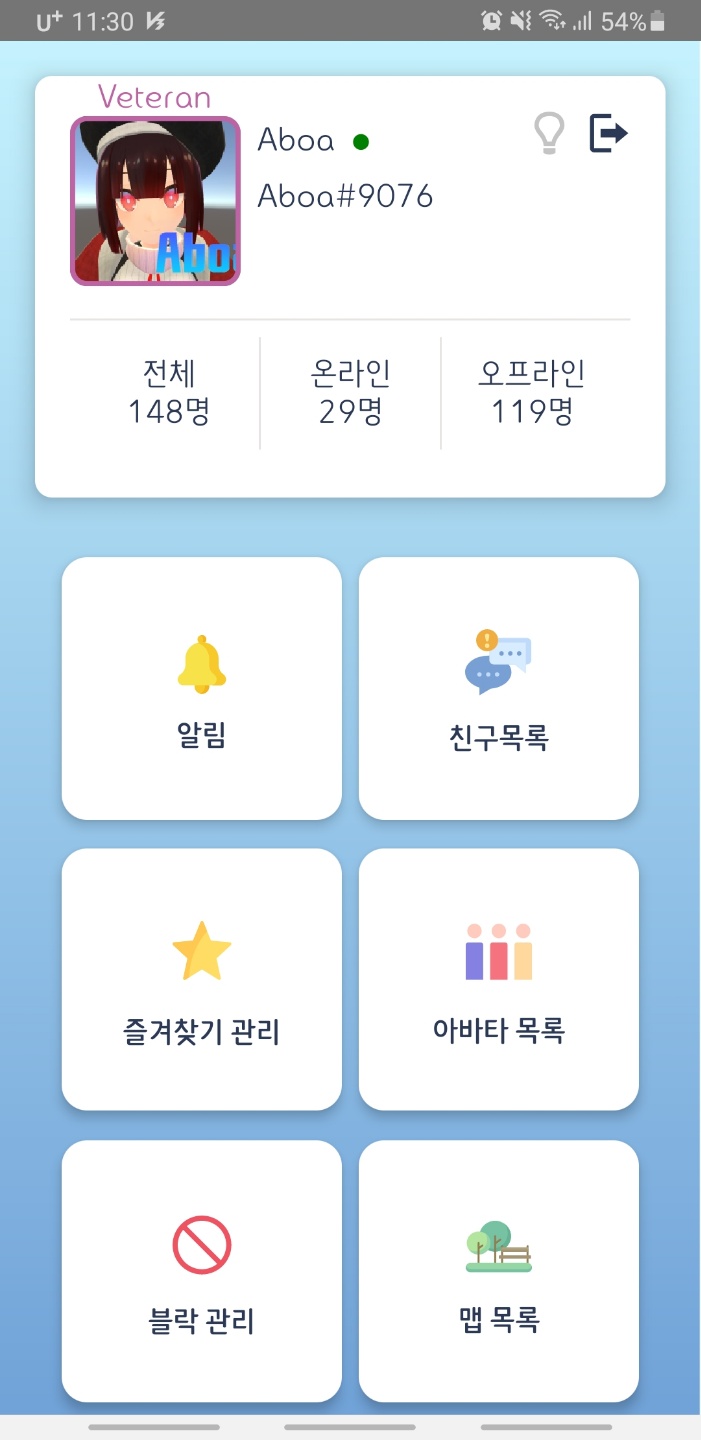 U+ 11:30
54%
Veteran
Aboa
Aboa#9076
Aboa
전체
148명
온라인
29명
오프라인
119명
알림
친구목록
즐겨찾기 관리
아바타 목록
블락 관리
맵 목록